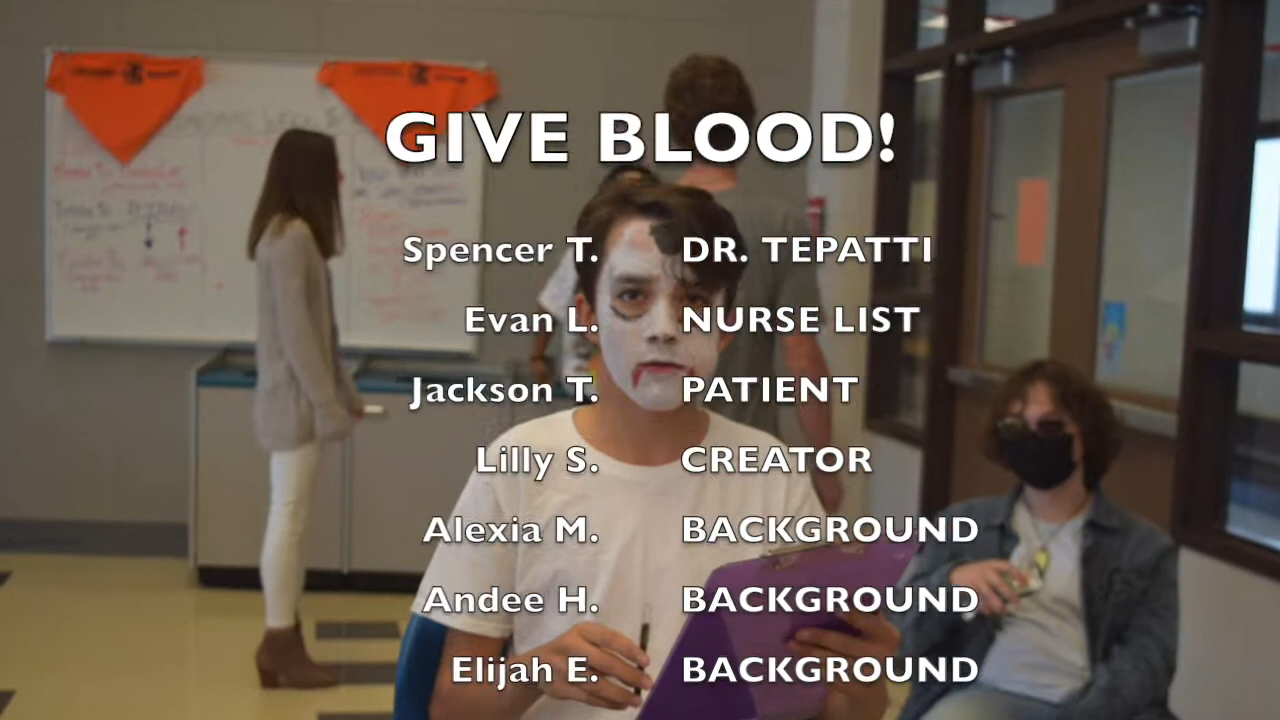 GIVE BLOOD!
Spencer T. DR. TEPATTI
Evan L. NURSE LIST
Jackson T. PATIENT
Lilly S. CREATOR
Alexia M. BACKGROUND
Andee H. BACKGROUND
Elijah E. BACKGROUND